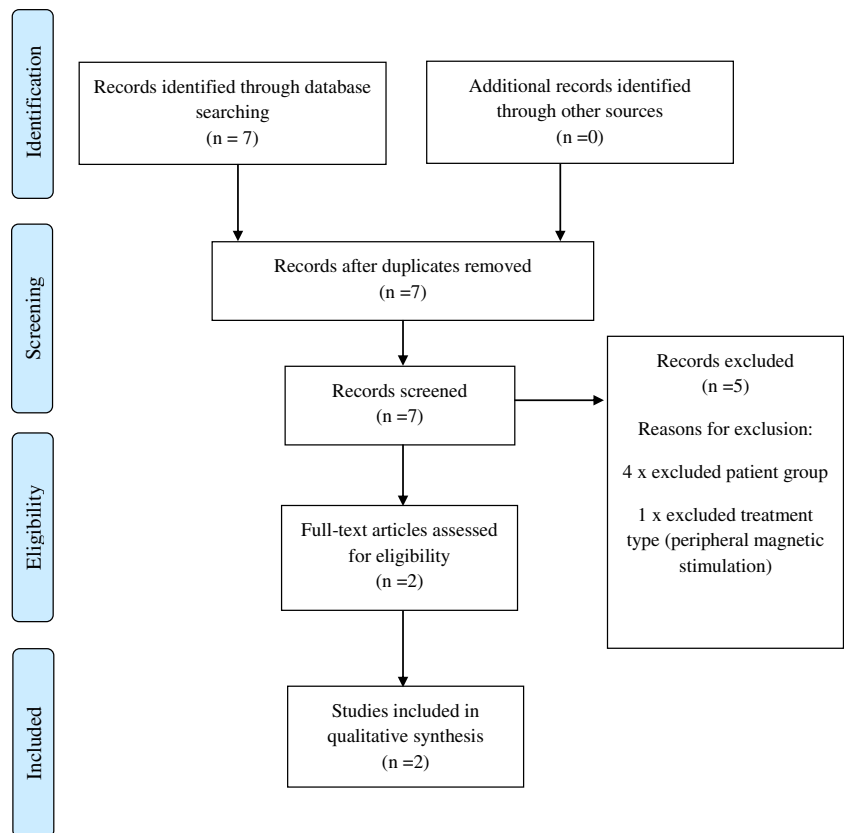 Identification
Records identified through database
searching
(n = 7)
Additional records identified
through other sources
(n =0)
Screening
Records after duplicates removed
(n =7)
Records screened
(n =7)
Records excluded
(n =5)
Reasons for exclusion:
4 x excluded patient group
1 x excluded treatment
type (peripheral magnetic
stimulation)
Eligibility
Full-text articles assessed
for eligibility
(n =2)
Included
Studies included in
qualitative synthesis
(n =2)